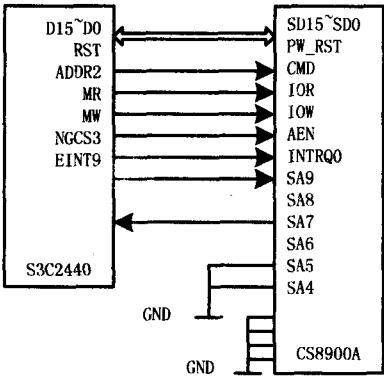 D15~D0
RST
ADDR2
MR
MW
NGCS3
EINT9
S3C2440
SD15~SD0
PW_RST
CMD
IOR
IOW
AEN
INTRQ0
SA9
SA8
SA7
SA6
SA5
SA4
CS8900A
GND
GND